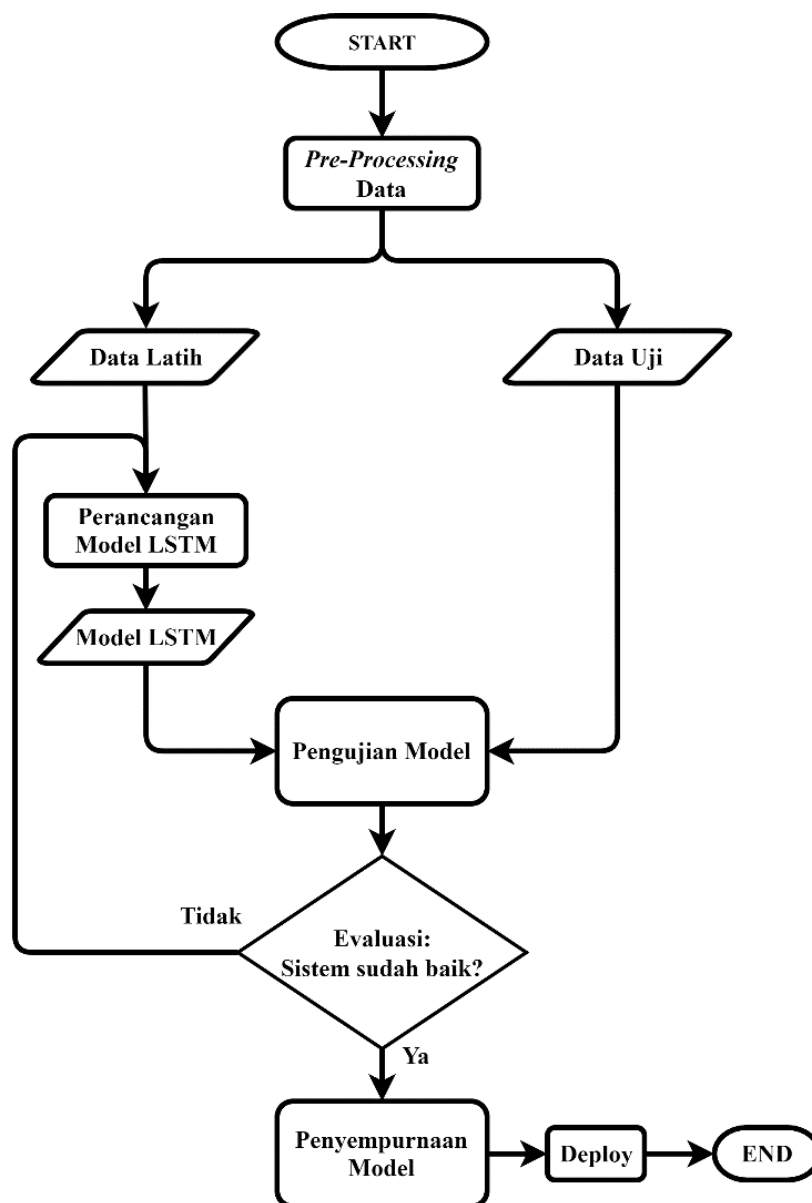 START
Pre-Processing
Data
Data Latih
Data Uji
Perancangan
Model LSTM
Model LSTM
Pengujian Model
Tidak
Evaluasi:
Sistem sudah baik?
Ya
Penyempurnaan
Model
Deploy
END